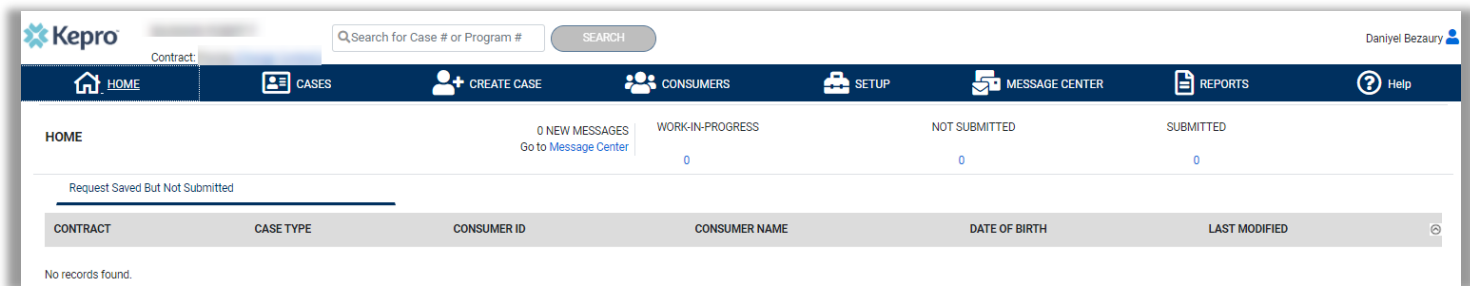 Kepro
Search for Case # or Program #
SEARCH
Daniyel Bezaury
Contract:
HOME
CASES
CREATE CASE
CONSUMERS
SETUP
MESSAGE CENTER
REPORTS
Help
HOME
0 NEW MESSAGES
Go to Message Center
WORK-IN-PROGRESS
0
NOT SUBMITTED
0
SUBMITTED
0
Request Saved But Not Submitted
CONTRACT CASE TYPE CONSUMER ID CONSUMER NAME DATE OF BIRTH LAST MODIFIED
No records found.